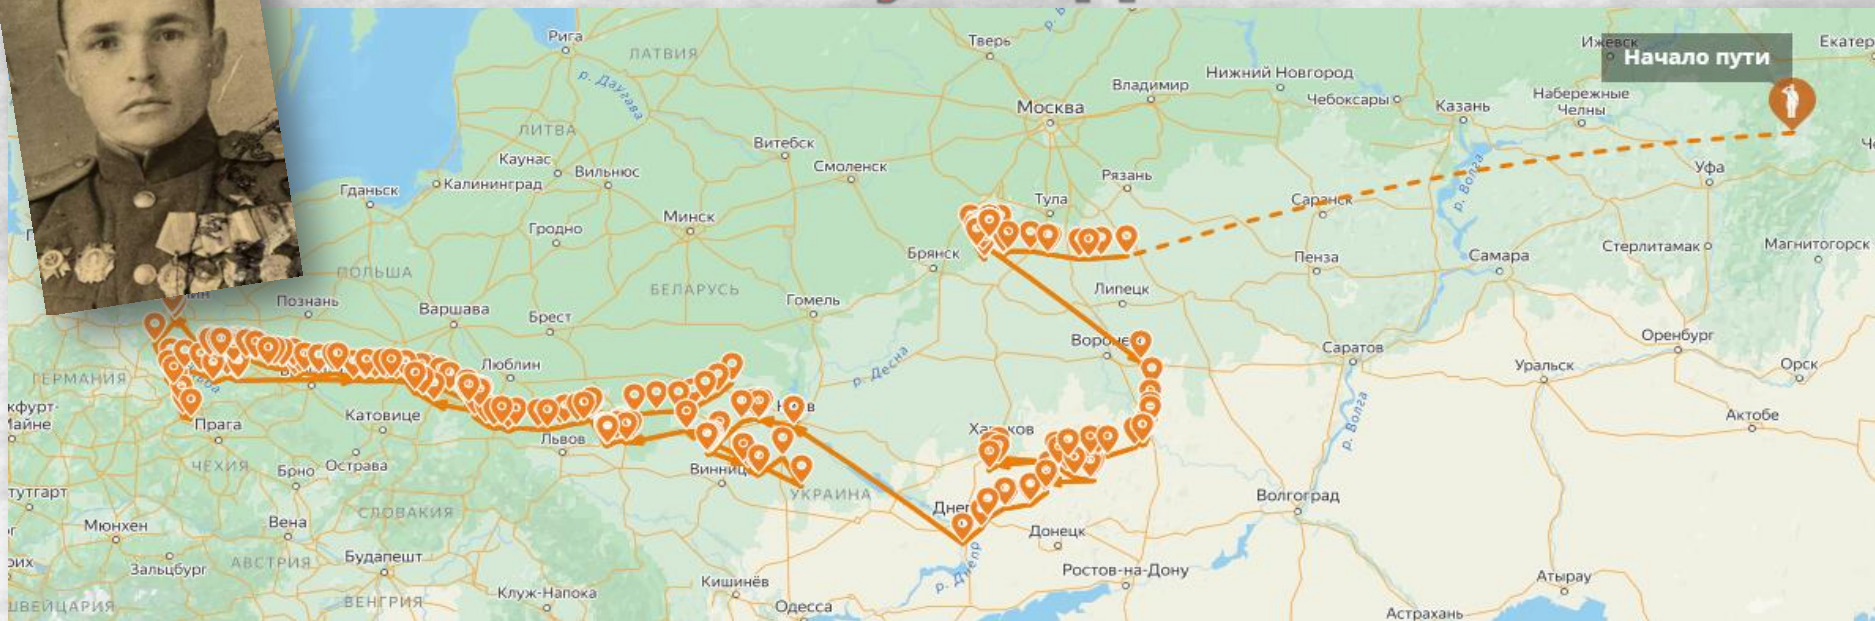 Рига
ЛАТВИЯ
р. Даугава
Тверь
Ижевск
Екатер
Начало пути
Нижний Новгород
Владимир
Чебоксары
Казань
Набережные
Челны
Москва
ЛИТВА
Витебск
Каунас
Вильнюс
Смоленск
Калининград
Гданьск
Рязань
Уфа
р. Волга
Тула
Саранск
Минск
Гродно
Брянск
Пенза
Самара
Стерлитамак
Магнитогорск
ПОЛЬША
БЕЛАРУСЬ
Липецк
Познань
Варшава
Брест
Гомель
Оренбург
Саратов
Люблин
р. Десна
Уральск
Орск
ГЕРМАНИЯ
Катовице
Прага
Львов
р. Волга
Актобе
ЧЕХИЯ
Брно
Острава
УКРАИНА
Волгоград
СЛОВАКИЯ
Мюнхен
Вена
Донецк
АВСТРИЯ
Зальцбург
Будапешт
Клуж-Напока
Кишинёв
р. Днепр
Ростов-на-Дону
Атырау
ВЕНГРИЯ
Одесса
Астрахань